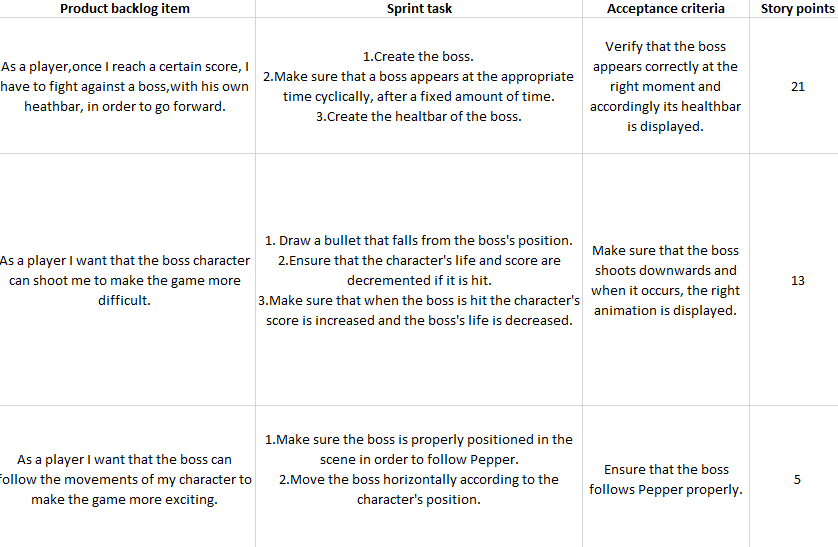 Product backlog item
Sprint task
Acceptance criteria
Story points
As a player,once I reach a certain score, I
have to fight against a boss,with his own
heathbar, in order to go forward.
1.Create the boss.
2.Make sure that a boss appears at the appropriate
time cyclically, after a fixed amount of time.
3.Create the healtbar of the boss.
Verify that the boss
appears correctly at the
right moment and
accordingly its healthbar
is displayed.
21
As a player I want that the boss character
can shoot me to make the game more
difficult.
1. Draw a bullet that falls from the boss's position.
2.Ensure that the character's life and score are
decremented if it is hit.
3.Make sure that when the boss is hit the character's
score is increased and the boss's life is decreased.
Make sure that the boss
shoots downwards and
when it occurs, the right
animation is displayed.
13
As a player I want that the boss can
follow the movements of my character to
make the game more exciting.
1.Make sure the boss is properly positioned in the
scene in order to follow Pepper.
2.Move the boss horizontally according to the
character's position.
Ensure that the boss
follows Pepper properly.
5